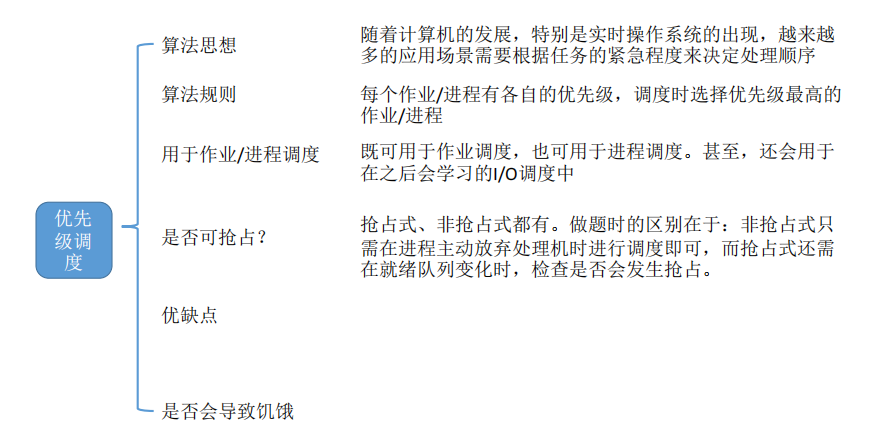 算法思想
随着计算机的发展，特别是实时操作系统的出现，越来越
多的应用场景需要根据任务的紧急程度来决定处理顺序
算法规则
每个作业/进程有各自的优先级，调度时选择优先级最高的
作业/进程
用于作业/进程调度
既可用于作业调度，也可用于进程调度。甚至，还会用于
在之后会学习的I/O调度中
优先
级调
度
是否可抢占？
抢占式、非抢占式都有。做题时的区别在于：非抢占式只
需在进程主动放弃处理机时进行调度即可，而抢占式还需
在就绪队列变化时，检查是否会发生抢占。
优缺点
是否会导致饥饿